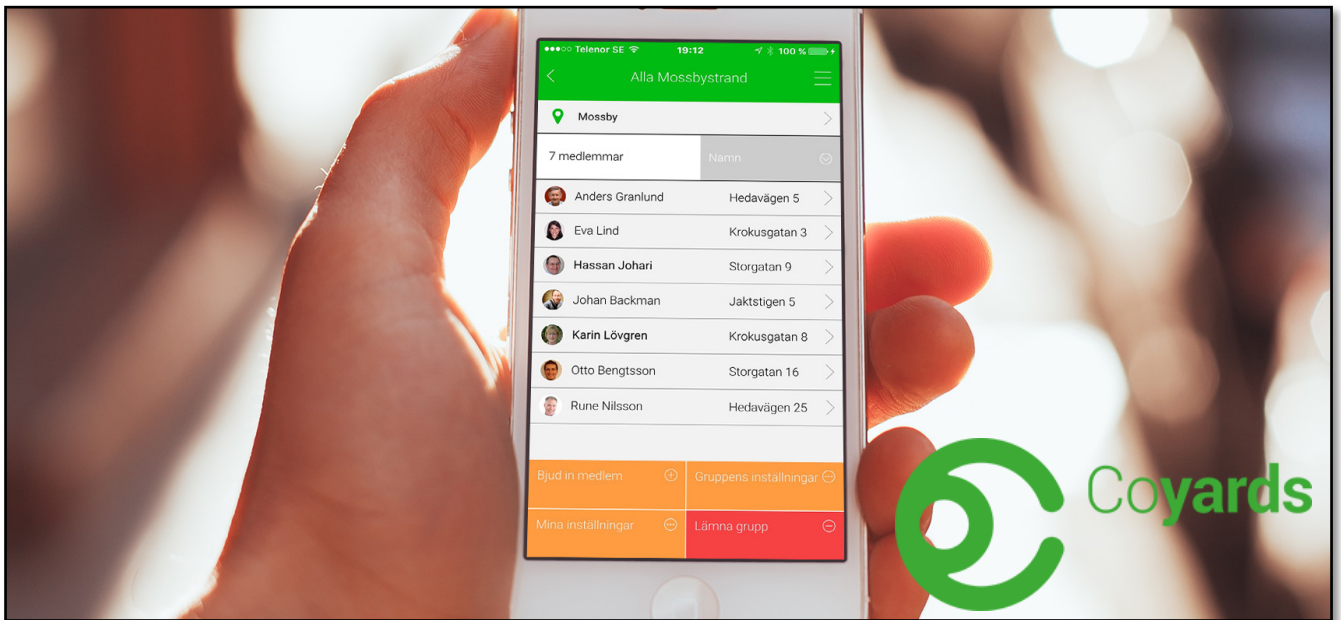 Telenor SE 19:12 100 %
Alla Mossbystrand
Mossby
7 medlemmar Namn
Anders Granlund Hedavägen 5
Eva Lind Krokusgatan 3
Hassan Johari Storgatan 9
Johan Backman Jaktstigen 5
Karin Lövgren Krokusgatan 8
Otto Bengtsson Storgatan 16
Rune Nilsson Hedavägen 25
Bjud in medlem Gruppens inställningar
Mina inställningar Lämna grupp
Coyards